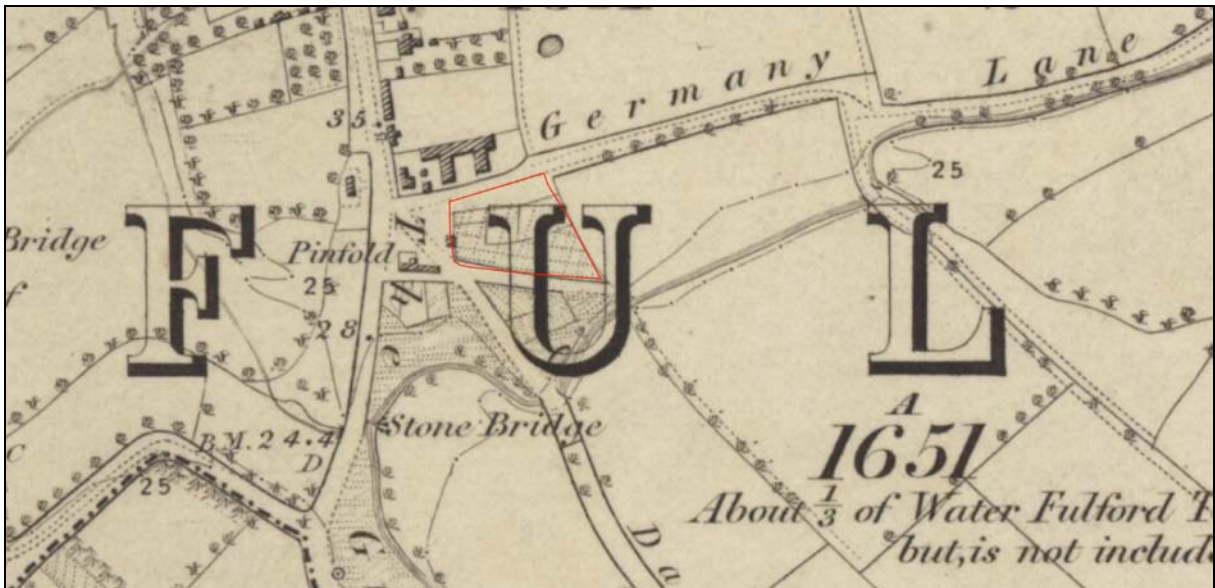 Germany Lane
35.
25
Bridge
Pinfold
The
25
28.
FUL
Stone Bridge
B.M. 24.4
D
C
25
A
1651
About 1/3 of Water Fulford T
but, is not includ
Da
G